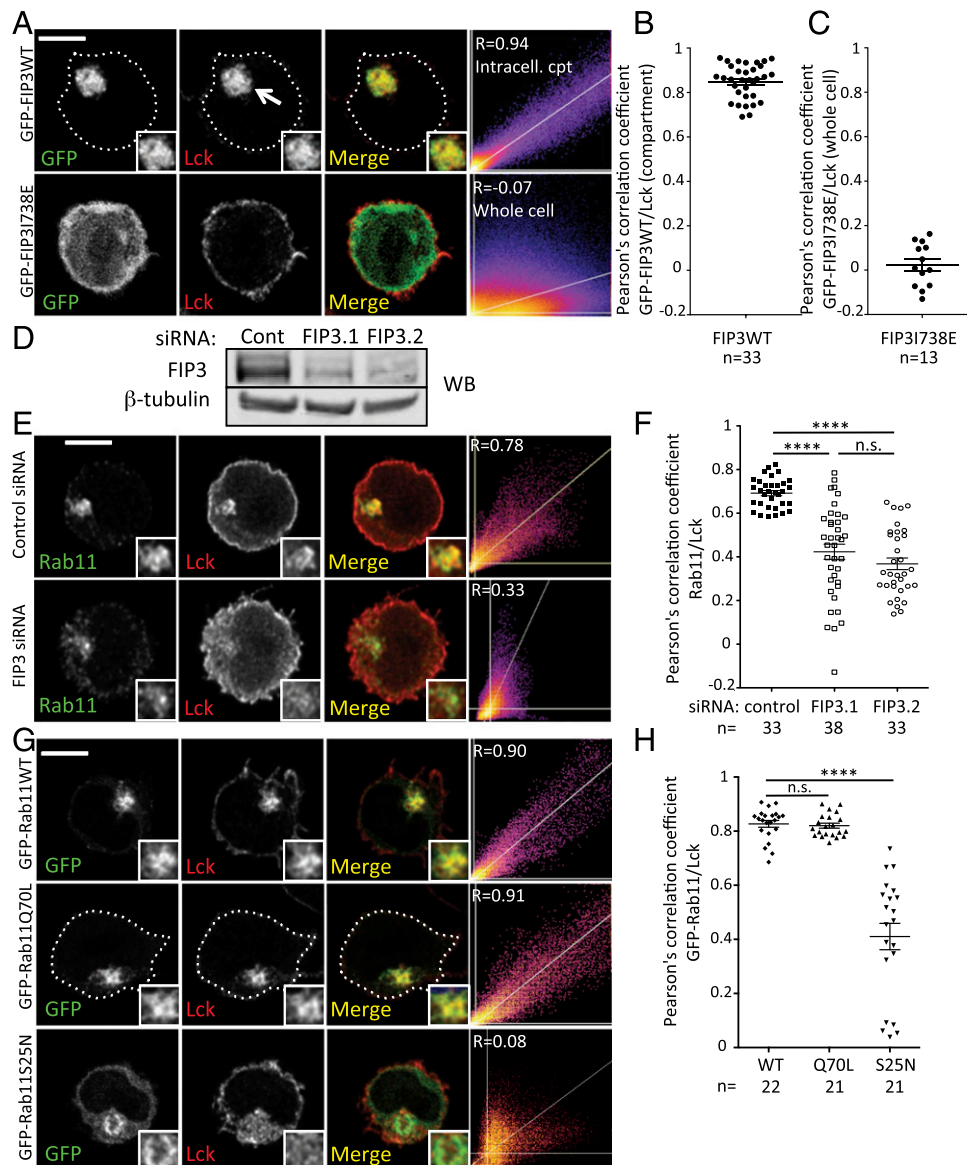 A
GFP-FIP3WT
GFP
Lck
Merge
R=0.94
Intracell. cpt
GFP-FIP3I738E
GFP
Lck
Merge
R=-0.07
Whole cell
B
Pearson's correlation coefficient
GFP-FIP3WT/Lck (compartment)
1
0.8
0.6
0.4
0.2
0
-0.2
FIP3WT
n=33
C
Pearson's correlation coefficient
GFP-FIP3I738E/Lck (whole cell)
1
0.8
0.6
0.4
0.2
0
-0.2
FIP3I738E
n=13
D
siRNA: Cont FIP3.1 FIP3.2
FIP3
β-tubulin
WB
E
Control siRNA
Rab11
Lck
Merge
R=0.78
FIP3 siRNA
Rab11
Lck
Merge
R=0.33
F
Pearson's correlation coefficient
Rab11/Lck
1
0.8
0.6
0.4
0.2
0
-0.2
****
**** n.s.
siRNA: control FIP3.1 FIP3.2
n= 33 38 33
G
GFP-Rab11WT
GFP
Lck
Merge
R=0.90
GFP-Rab11Q70L
GFP
Lck
Merge
R=0.91
GFP-Rab11S25N
GFP
Lck
Merge
R=0.08
H
Pearson's correlation coefficient
GFP-Rab11/Lck
1
0.8
0.6
0.4
0.2
0
****
n.s.
WT Q70L S25N
n= 22 21 21